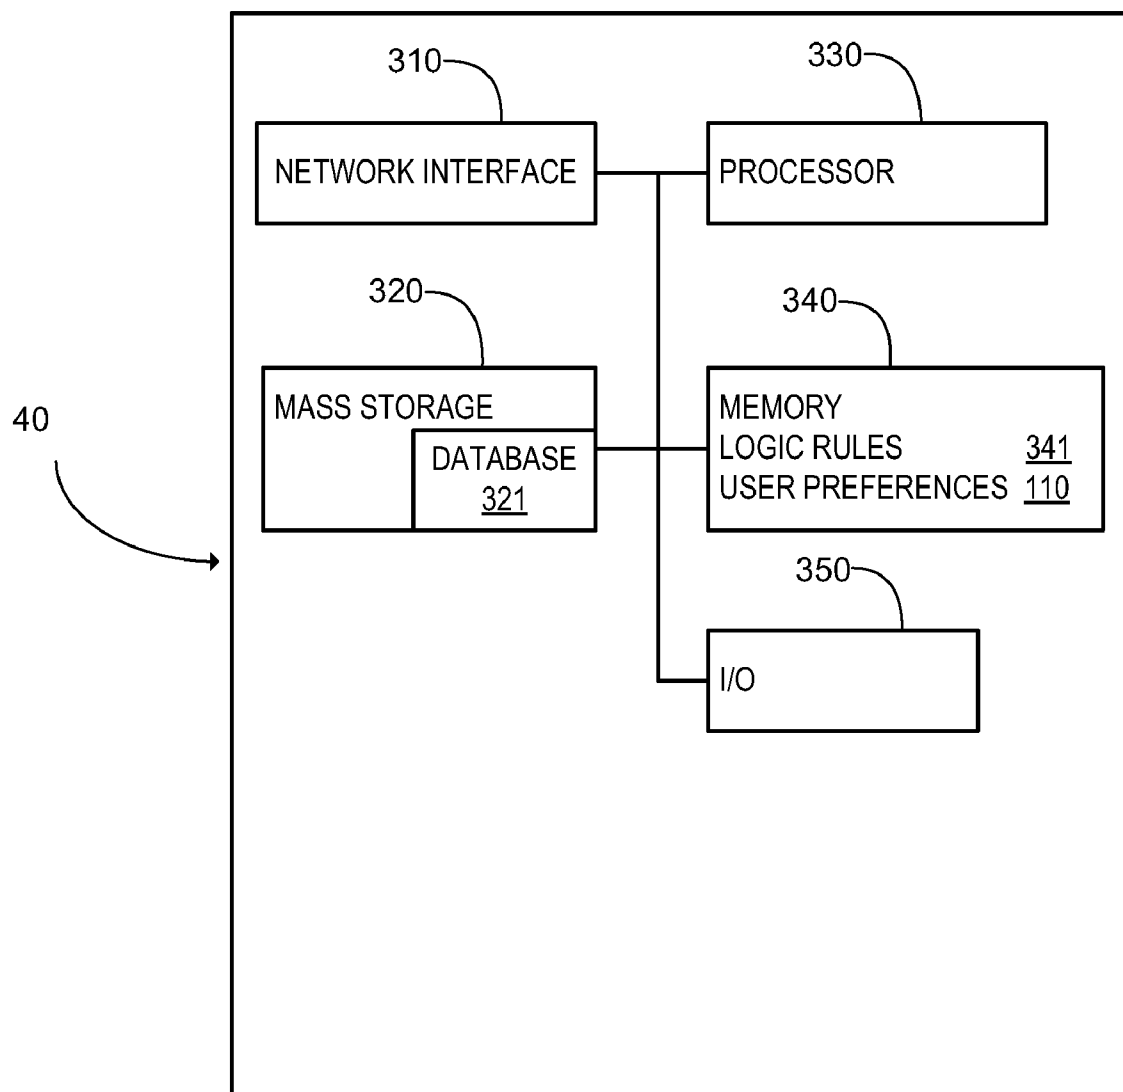 310
330
NETWORK INTERFACE
PROCESSOR
320
340
MASS STORAGE
DATABASE
321
MEMORY
LOGIC RULES 341
USER PREFERENCES 110
40
350
I/O